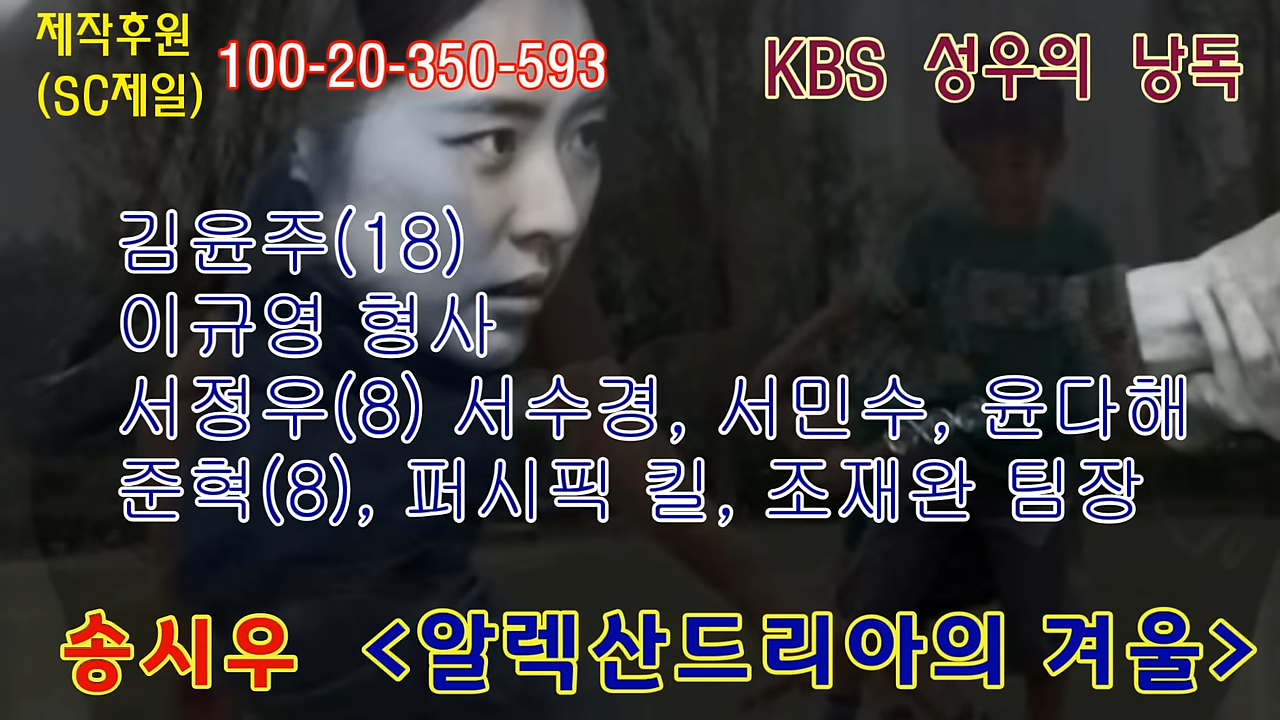 제작후원
(SC제일) 100-20-350-593
KBS 성우의 낭독
김윤주(18)
이규영 형사
서정우(8) 서수경, 서민수, 윤다해
준혁(8), 퍼시픽 킬, 조재완 팀장
송시우 <알렉산드리아의 겨울>